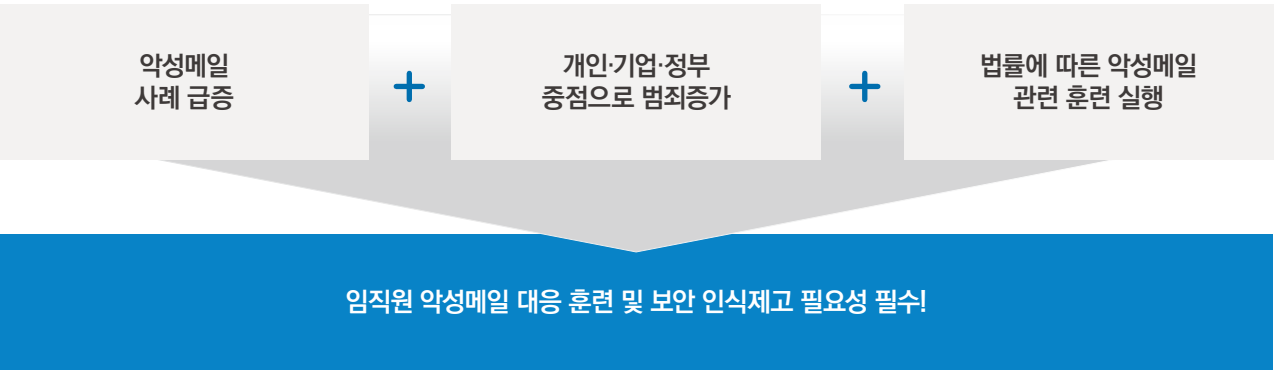 악성메일
사례 급증
개인·기업·정부
중점으로 범죄증가
법률에 따른 악성메일
관련 훈련 실행
임직원 악성메일 대응 훈련 및 보안 인식제고 필요성 필수!